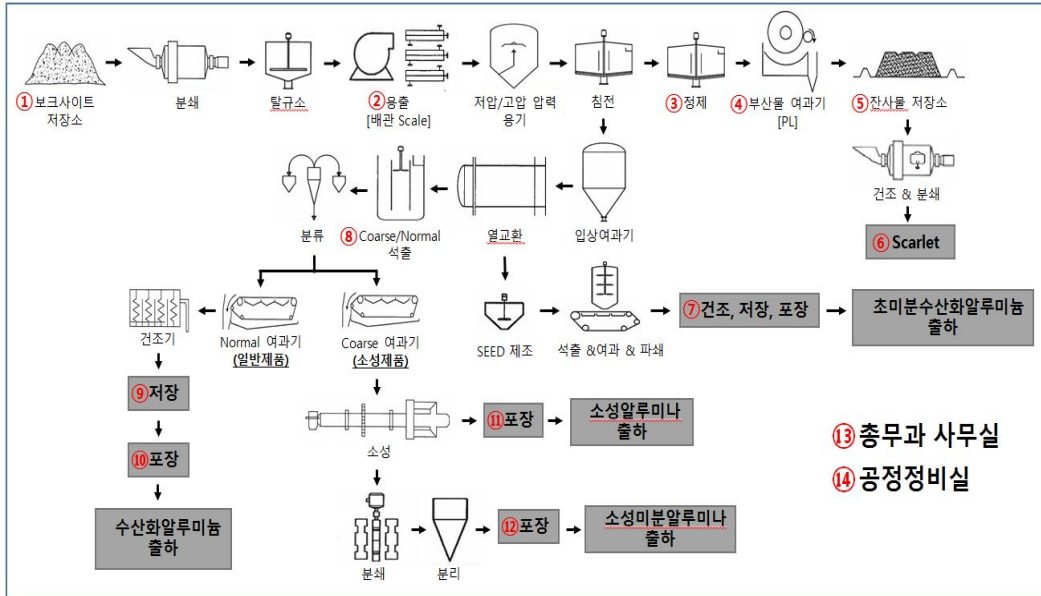 ①보크사이트
저장소
분쇄
탈규소
②용출
[배관 Scale]
저압/고압 압력
용기
침전
③정제
④부산물 여과기
[PL]
⑤잔사물 저장소
건조 & 분쇄
⑥Scarlet
분류
⑧Coarse/Normal
석출
열교환
입상여과기
건조기
Normal 여과기
(일반제품)
Coarse 여과기
(소성제품)
SEED 제조
석출 &여과 & 파쇄
⑦건조, 저장, 포장
초미분수산화알루미늄
출하
⑨저장
⑩포장
수산화알루미늄
출하
소성
⑪포장
소성알루미나
출하
분쇄
분리
⑫포장
소성미분알루미나
출하
⑬총무과 사무실
⑭공정정비실